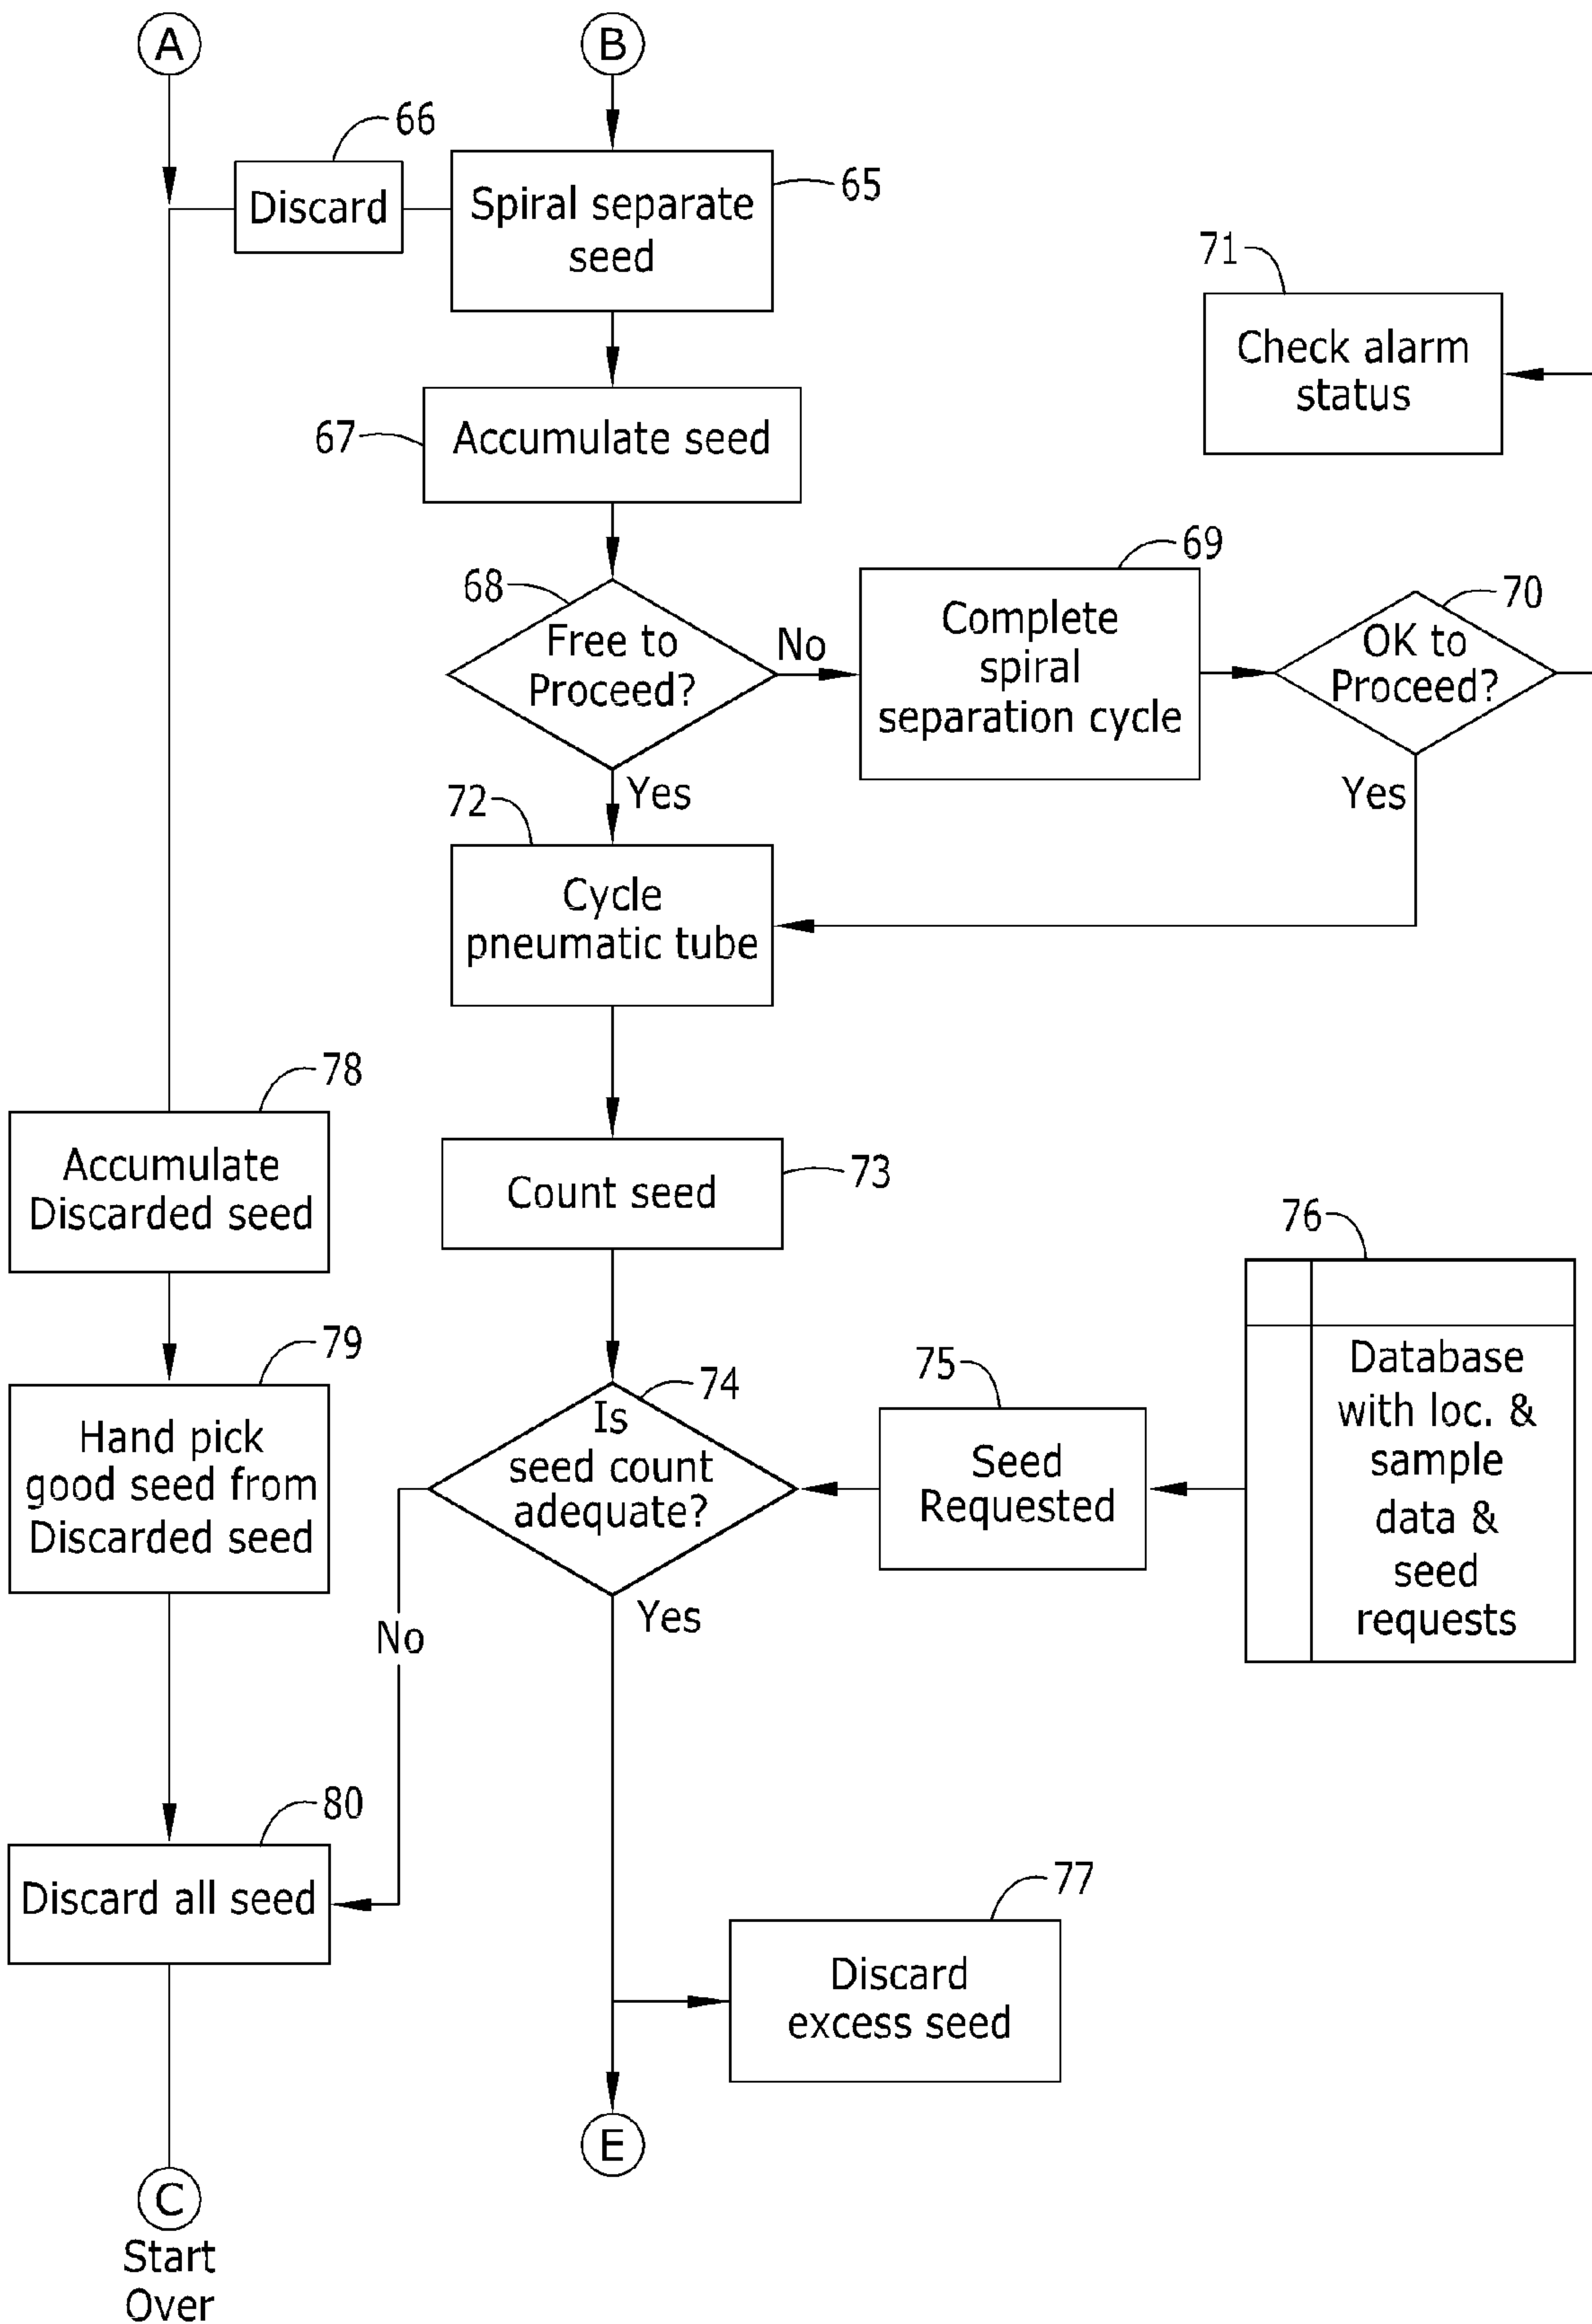 A
B
66
Discard
Spiral separate
seed
65
71
Check alarm
status
67
Accumulate seed
68
Free to
Proceed?
No
69
Complete
spiral
separation cycle
70
OK to
Proceed?
Yes
Yes
72
Cycle
pneumatic tube
78
Accumulate
Discarded seed
Count seed
73
76
Database
with loc. &
sample
data &
seed
requests
75
Seed
Requested
74
Is
seed count
adequate?
79
Hand pick
good seed from
Discarded seed
No
Yes
80
Discard all seed
77
Discard
excess seed
E
C
Start
Over